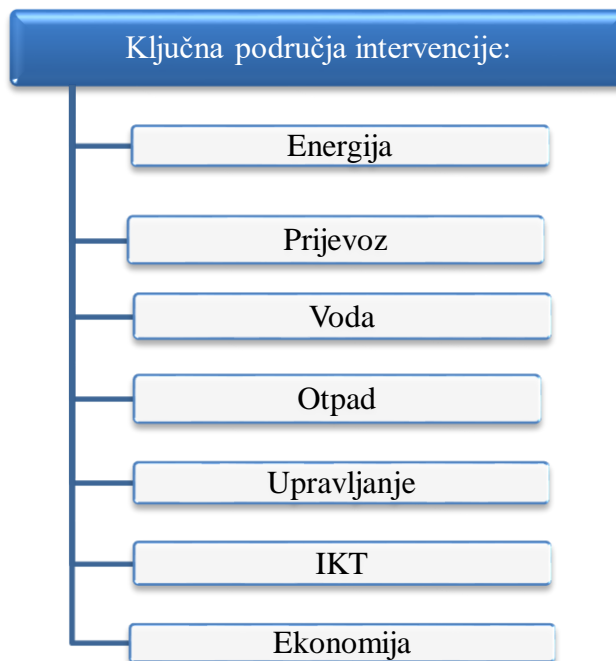 Ključna područja intervencije:
Energija
Prijevoz
Voda
Otpad
Upravljanje
IKT
Ekonomija